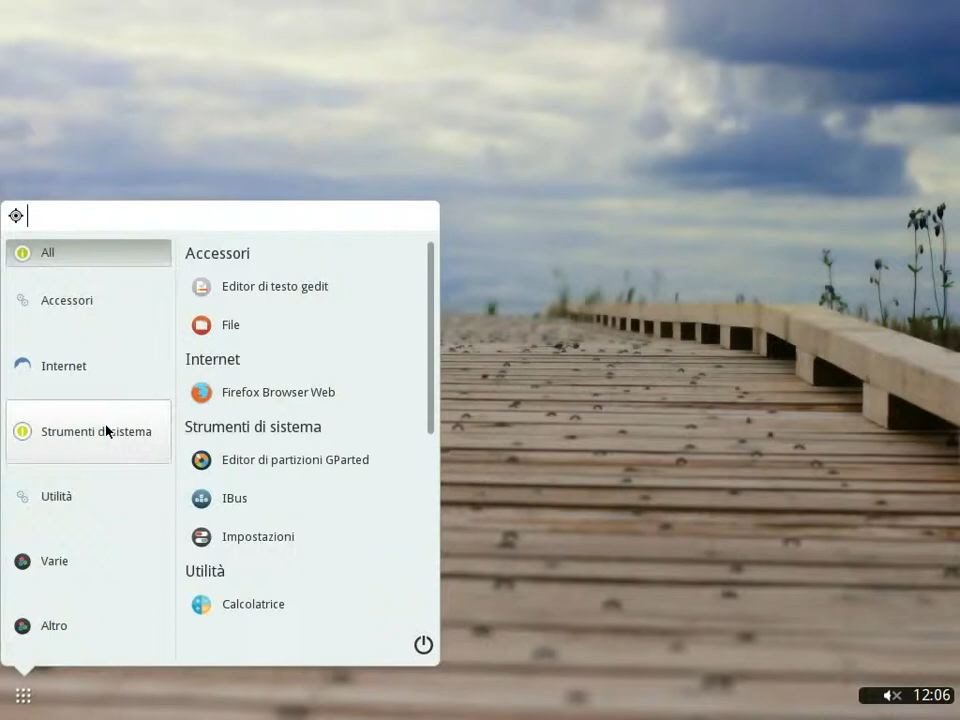 All
Accessori
Internet
Strumenti di sistema
Utilità
Varie
Altro
Accessori
Editor di testo gedit
File
Internet
Firefox Browser Web
Strumenti di sistema
Editor di partizioni GParted
IBus
Impostazioni
Utilità
Calcolatrice
12:06